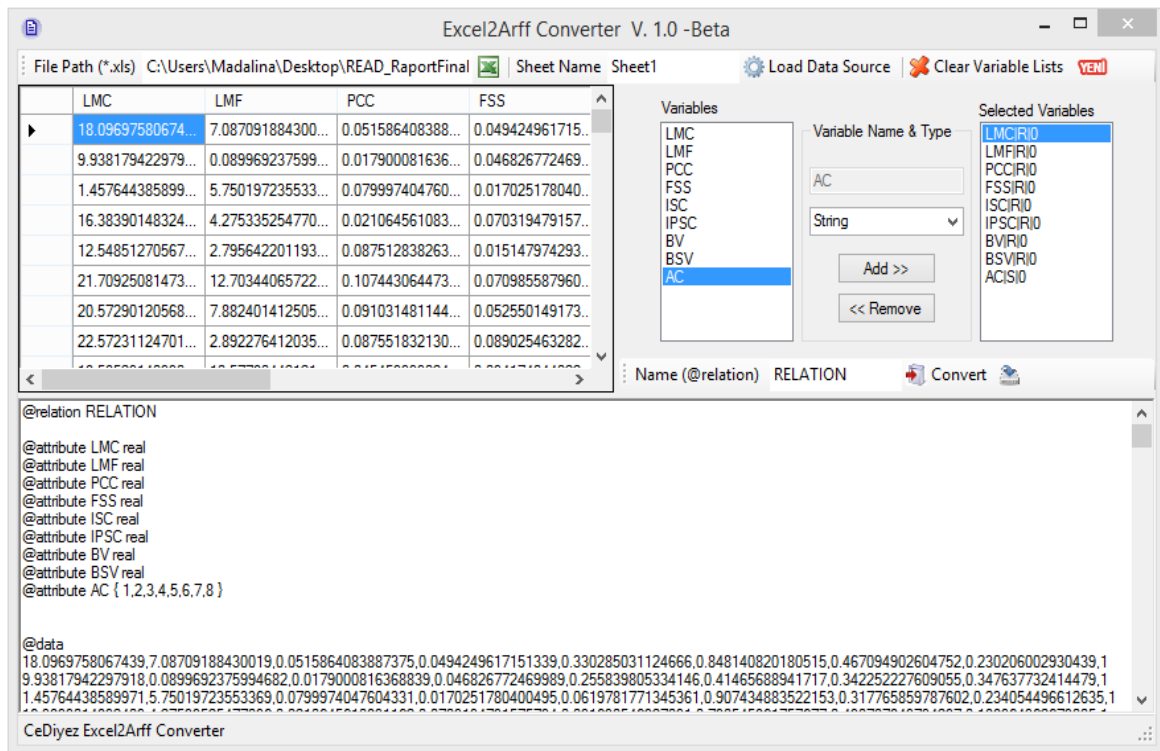 Excel2Arff Converter V. 1.0 -Beta
File Path (*.xls) C:\Users\Madalina\Desktop\READ_RaportFinal Sheet Name Sheet1 Load Data Source Clear Variable Lists YENİ
LMC LMF PCC FSS
18.09697580674... 7.087091884300... 0.051586408388... 0.049424961715..
9.938179422979... 0.089969237599... 0.017900081636... 0.046826772469..
1.457644385899... 5.750197235533... 0.079997404760... 0.017025178040..
16.38390148324... 4.275335254770... 0.021064561083... 0.070319479157..
12.54851270567... 2.795642201193... 0.087512838263... 0.015147974293..
21.70925081473... 12.70344065722... 0.107443064473... 0.070985587960..
20.57290120568... 7.882401412505... 0.091031481144... 0.052550149173..
22.57231124701... 2.892276412035... 0.087551832130... 0.089025463282..
Variables
LMC
LMF
PCC
FSS
ISC
IPSC
BV
BSV
AC
Variable Name & Type
AC
String
Add >>
<< Remove
Selected Variables
LMC|R|0
LMF|R|0
PCC|R|0
FSS|R|0
ISC|R|0
IPSC|R|0
BV|R|0
BSV|R|0
AC|S|0
Name (@relation) RELATION Convert
@relation RELATION
@attribute LMC real
@attribute LMF real
@attribute PCC real
@attribute FSS real
@attribute ISC real
@attribute IPSC real
@attribute BV real
@attribute BSV real
@attribute AC { 1,2,3,4,5,6,7,8 }
@data
18.0969758067439,7.08709188430019,0.0515864083887375,0.0494249617151339,0.330285031124666,0.848140820180515,0.467094902604752,0.230206002930439,1
9.93817942297918,0.0899692375994682,0.0179000816368839,0.046826772469989,0.255839805334146,0.41465688941717,0.342252227609055,0.347637732414479,1
1.45764438589971,5.75019723553369,0.0799974047604331,0.0170251780400495,0.06197817713​45361,0.907434883522153,0.317765859787602,0.234054496612635,1
CeDiyez Excel2Arff Converter